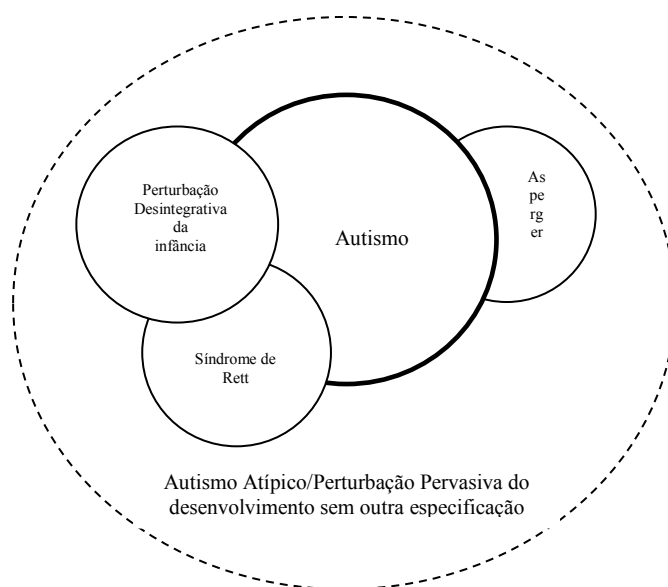 Perturbação
Desintegrativa
da
infância
Autismo
As
pe
rg
er
Síndrome de
Rett
Autismo Atípico/Perturbação Pervasiva do
desenvolvimento sem outra especificação